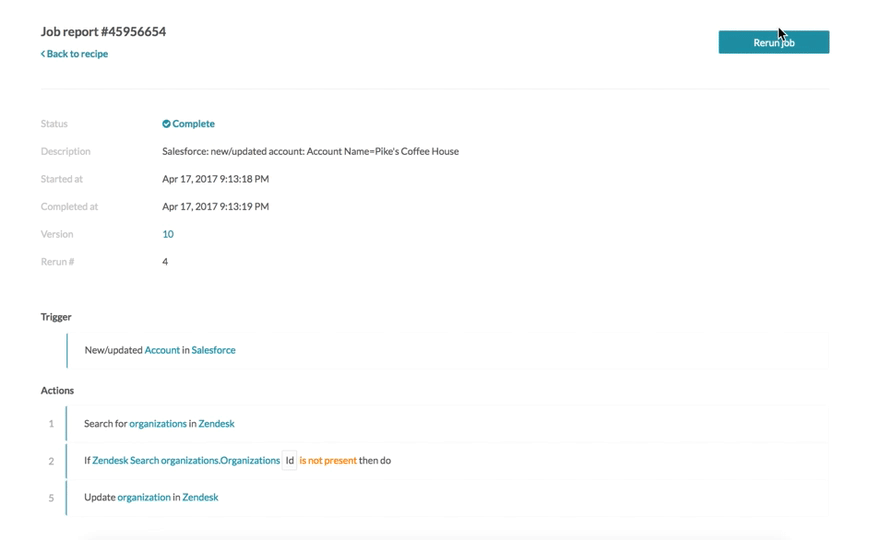 Job report #45956654
Rerun job
Back to recipe
Status Complete
Description Salesforce: new/updated account: Account Name=Pike's Coffee House
Started at Apr 17, 2017 9:13:18 PM
Completed at Apr 17, 2017 9:13:19 PM
Version 10
Rerun # 4
Trigger
New/updated Account in Salesforce
Actions
1 Search for organizations in Zendesk
2 If Zendesk Search organizations.Organizations Id is not present then do
5 Update organization in Zendesk